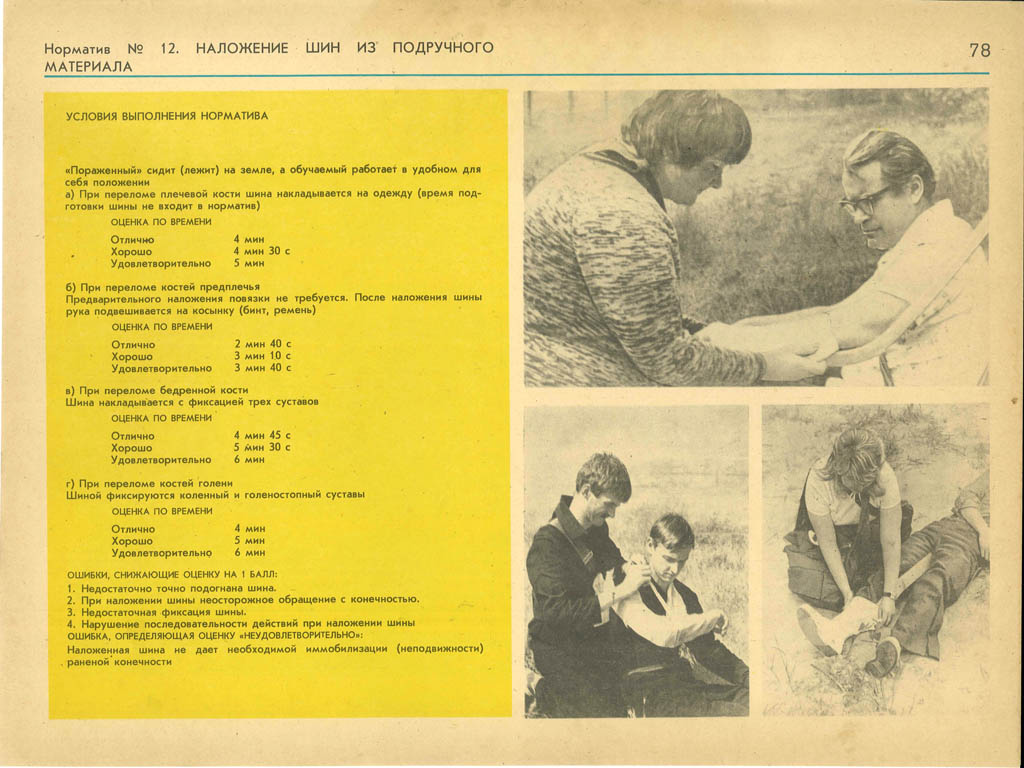 Норматив № 12. НАЛОЖЕНИЕ ШИН ИЗ ПОДРУЧНОГО
МАТЕРИАЛА
78
УСЛОВИЯ ВЫПОЛНЕНИЯ НОРМАТИВА
«Пораженный» сидит (лежит) на земле, а обучаемый работает в удобном для
себя положении
а) При переломе плечевой кости шина накладывается на одежду (время под-
готовки шины не входит в норматив)
ОЦЕНКА ПО ВРЕМЕНИ
Отлично 4 мин
Хорошо 4 мин 30 с
Удовлетворительно 5 мин
б) При переломе костей предплечья
Предварительного наложения повязки не требуется. После наложения шины
рука подвешивается на косынку (бинт, ремень)
ОЦЕНКА ПО ВРЕМЕНИ
Отлично 2 мин 40 с
Хорошо 3 мин 10 с
Удовлетворительно 3 мин 40 с
в) При переломе бедренной кости
Шина накладывается с фиксацией трех суставов
ОЦЕНКА ПО ВРЕМЕНИ
Отлично 4 мин 45 с
Хорошо 5 мин 30 с
Удовлетворительно 6 мин
г) При переломе костей голени
Шиной фиксируются коленный и голеностопный суставы
ОЦЕНКА ПО ВРЕМЕНИ
Отлично 4 мин
Хорошо 5 мин
Удовлетворительно 6 мин
ОШИБКИ, СНИЖАЮЩИЕ ОЦЕНКУ НА 1 БАЛЛ:
1. Недостаточно точно подогнана шина.
2. При наложении шины неосторожное обращение с конечностью.
3. Недостаточная фиксация шины.
4. Нарушение последовательности действий при наложении шины
ОШИБКА, ОПРЕДЕЛЯЮЩАЯ ОЦЕНКУ «НЕУДОВЛЕТВОРИТЕЛЬНО»:
Наложенная шина не дает необходимой иммобилизации (неподвижности)
раненой конечности